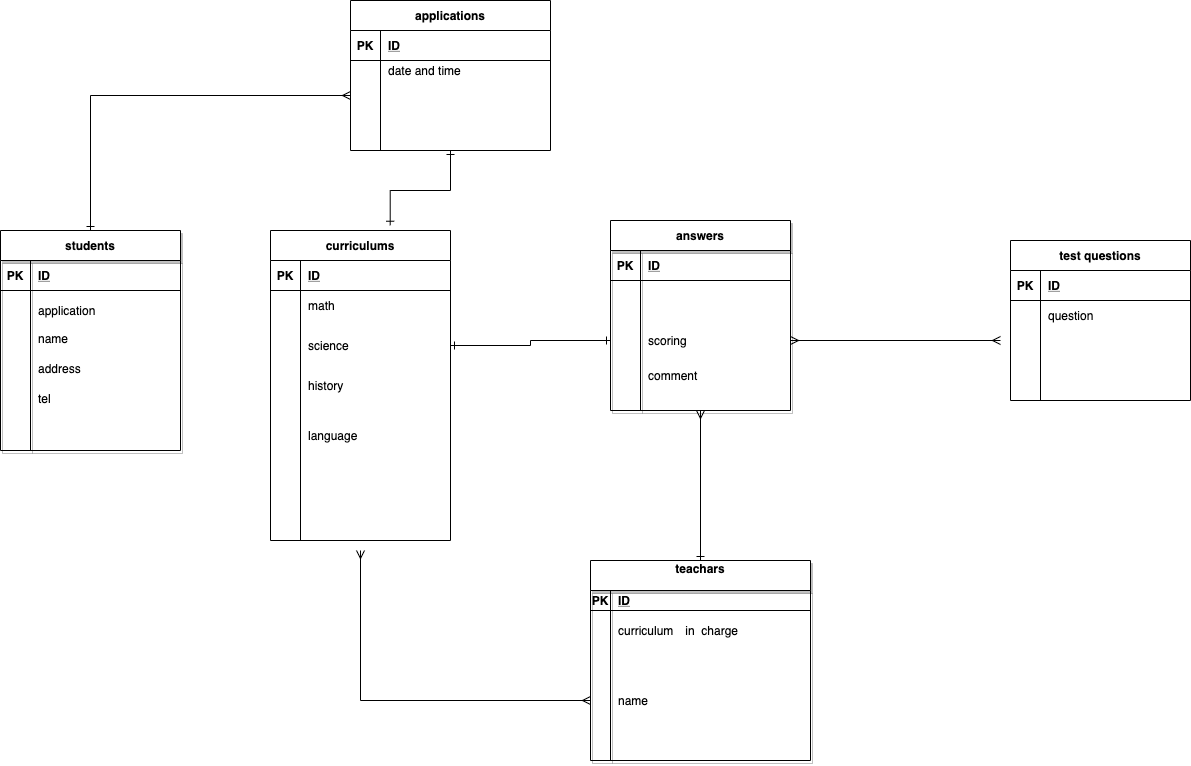 applications
PK ID
date and time
students
PK ID
application
name
address
tel
curriculums
PK ID
math
science
history
language
answers
PK ID
scoring
comment
test questions
PK ID
question
teachars
PK ID
curriculum in charge
name